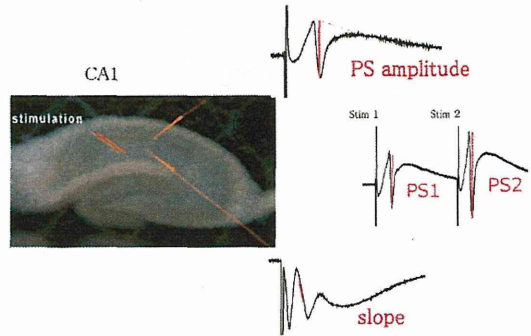 PS amplitude
CA1
stimulation
Stim 1 Stim 2
PS1 PS2
slope